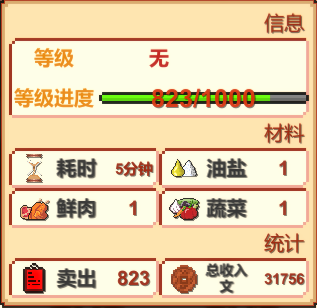 信息
等级 无
等级进度 823/1000
材料
耗时 5分钟 油盐 1
鲜肉 1 蔬菜 1
统计
卖出 823 总收入文 31756